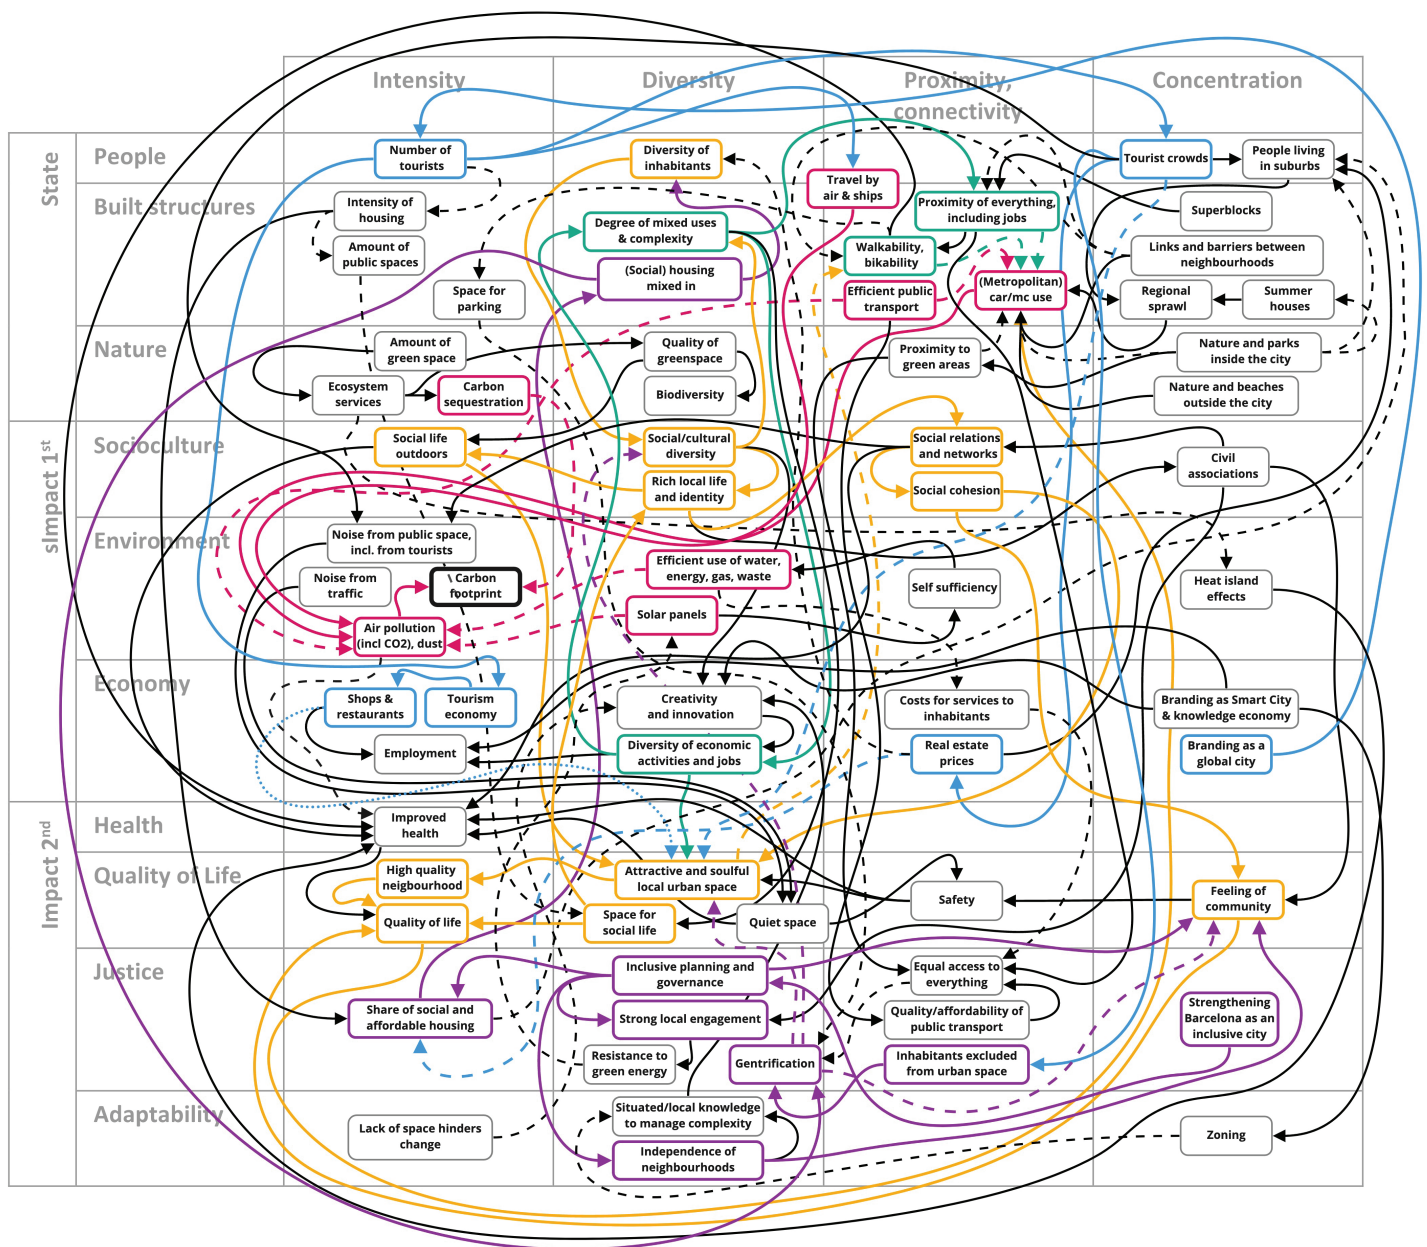 Intensity
Diversity
Proximity,
connectivity
Concentration
State
People
Number of
tourists
Diversity of
inhabitants
Travel by
air & ships
Tourist crowds
People living
in suburbs
Built structures
Intensity of
housing
Amount of
public spaces
Space for
parking
Degree of mixed uses
& complexity
(Social) housing
mixed in
Proximity of everything,
including jobs
Walkability,
bikability
Efficient public
transport
(Metropolitan)
car/mc use
Superblocks
Links and barriers between
neighbourhoods
Regional
sprawl
Summer
houses
Nature
Amount of
green space
Ecosystem
services
Carbon
sequestration
Quality of
greenspace
Biodiversity
Proximity to
green areas
Nature and parks
inside the city
Nature and beaches
outside the city
sImpact 1st
Socioculture
Social life
outdoors
Social/cultural
diversity
Rich local life
and identity
Social relations
and networks
Social cohesion
Civil
associations
Environment
Noise from public space,
incl. from tourists
Noise from
traffic
Carbon
footprint
Air pollution
(incl CO2), dust
Efficient use of water,
energy, gas, waste
Solar panels
Self sufficiency
Heat island
effects
Economy
Shops &
restaurants
Tourism
economy
Employment
Creativity
and innovation
Diversity of economic
activities and jobs
Costs for services to
inhabitants
Real estate
prices
Branding as Smart City
& knowledge economy
Branding as a
global city
Impact 2nd
Health
Improved
health
Quality of Life
High quality
neigbourhood
Quality of life
Attractive and soulful
local urban space
Space for
social life
Quiet space
Safety
Feeling of
community
Justice
Share of social and
affordable housing
Inclusive planning and
governance
Strong local engagement
Resistance to
green energy
Gentrification
Equal access to
everything
Quality/affordability of
public transport
Inhabitants excluded
from urban space
Strengthening
Barcelona as an
inclusive city
Adaptability
Lack of space hinders
change
Situated/local knowledge
to manage complexity
Independence of
neighbourhoods
Zoning